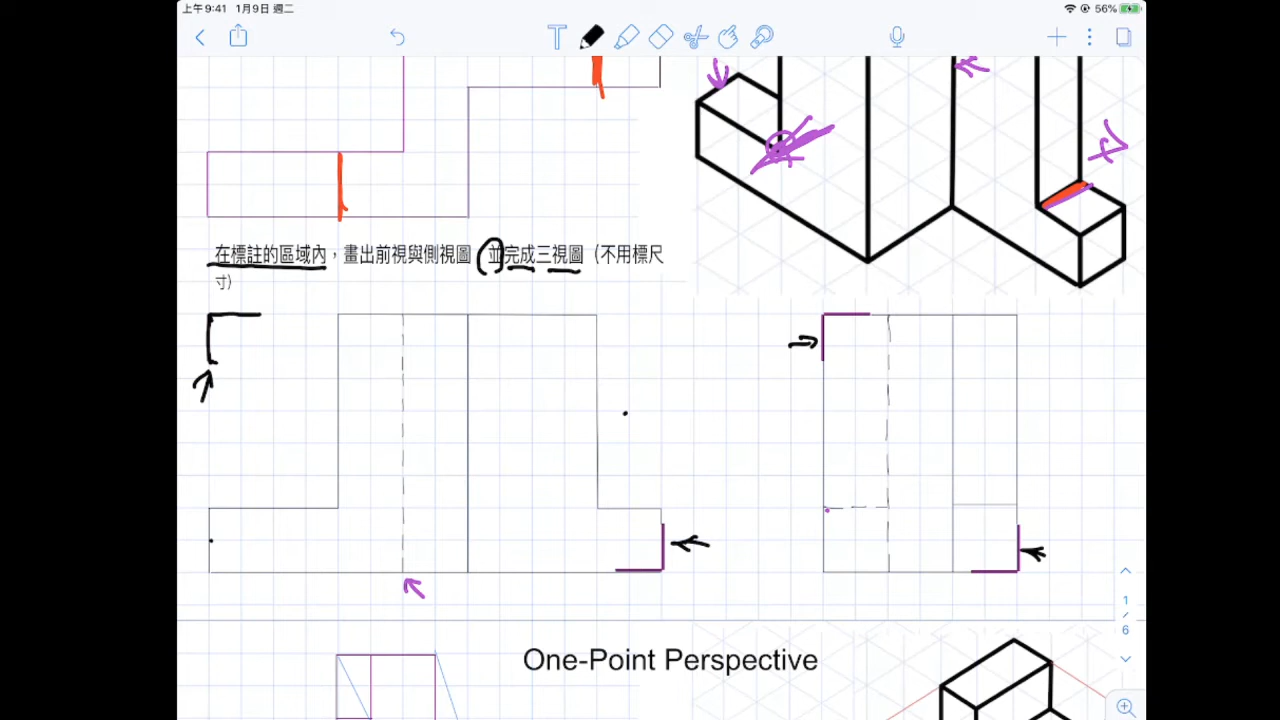 上午9:41 1月9日 週二
56%
T
在標註的區域內，畫出前視與側視圖，並完成三視圖（不用標尺
寸）
1
6
One-Point Perspective